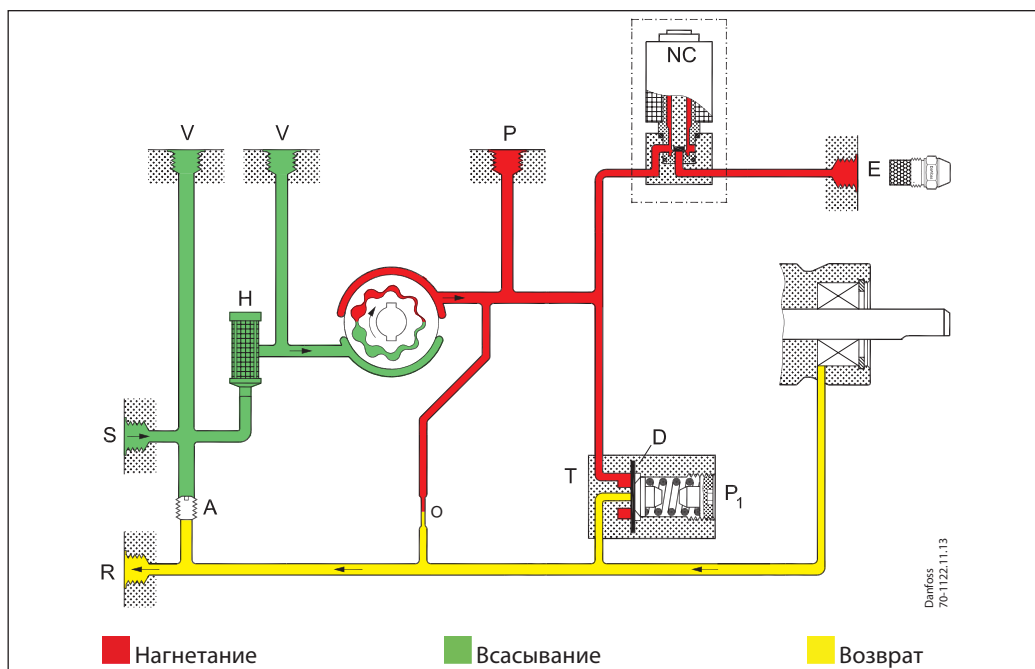 NC
V
V
P
E
H
S
D
T
P1
A
O
R
Danfoss
70-1122.11.13
Нагнетание
Всасывание
Возврат